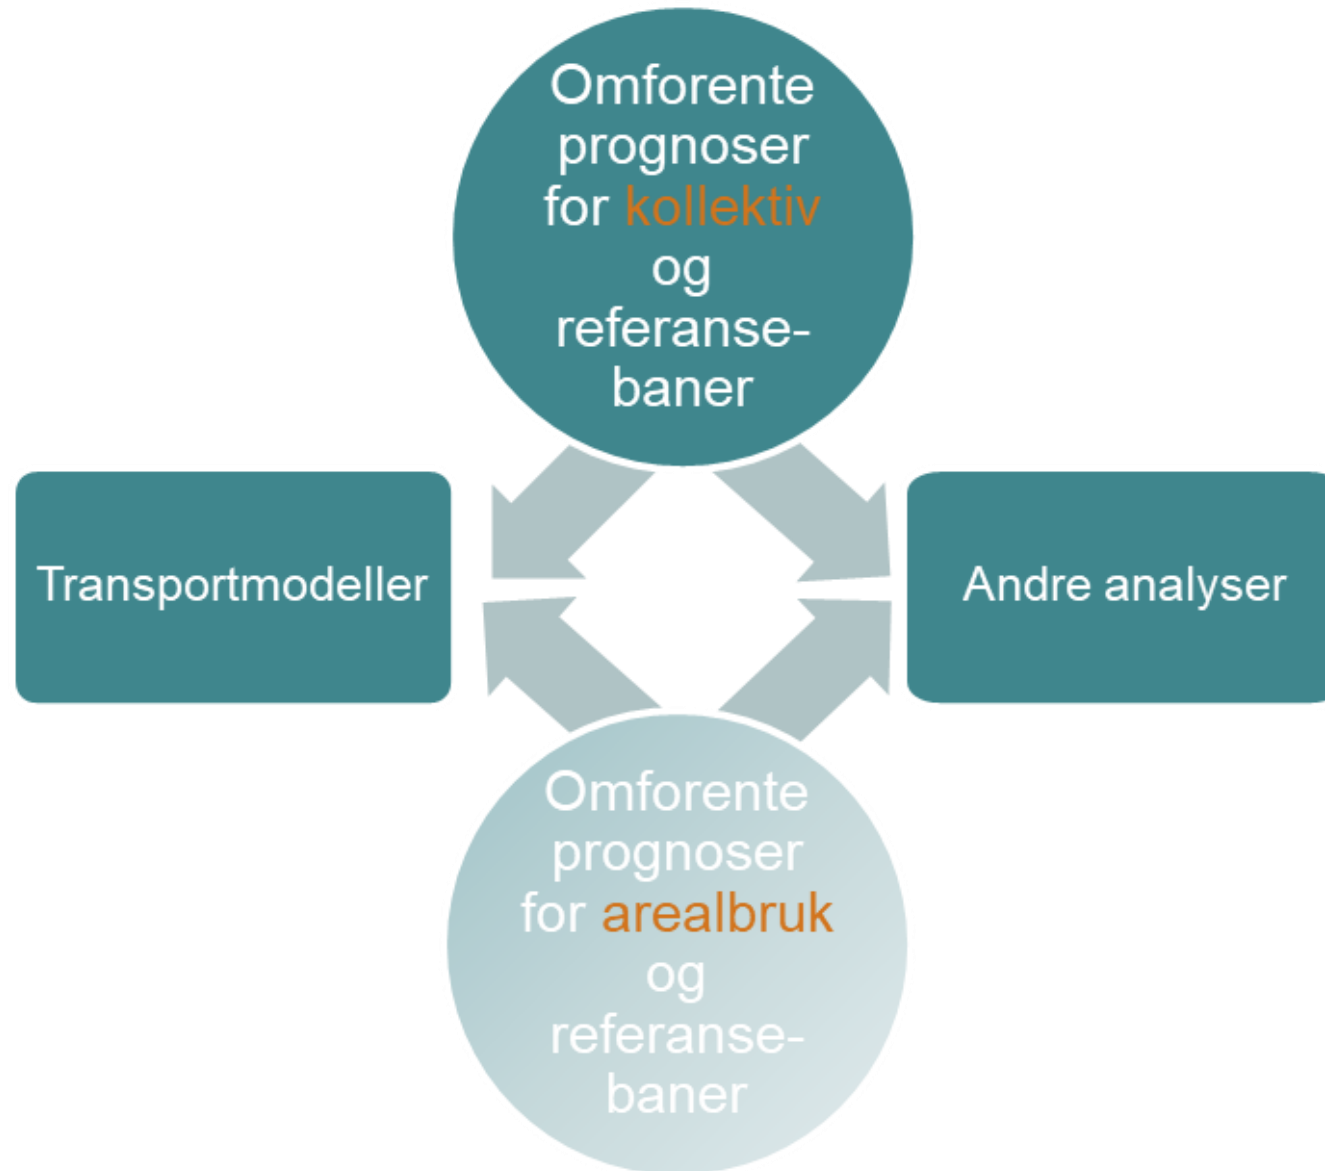 Omforente
prognoser
for kollektiv
og
referanse-
baner
Transportmodeller
Andre analyser
Omforente
prognoser
for arealbruk
og
referanse-
baner